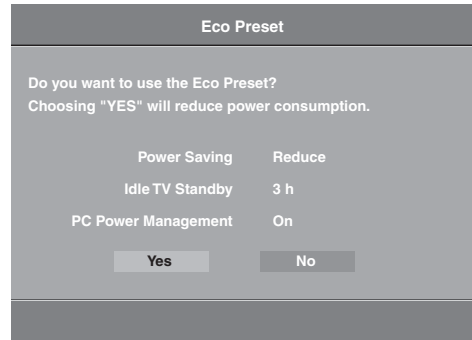 Eco Preset
Do you want to use the Eco Preset?
Choosing "YES" will reduce power consumption.
Power Saving Reduce
Idle TV Standby 3 h
PC Power Management On
Yes No